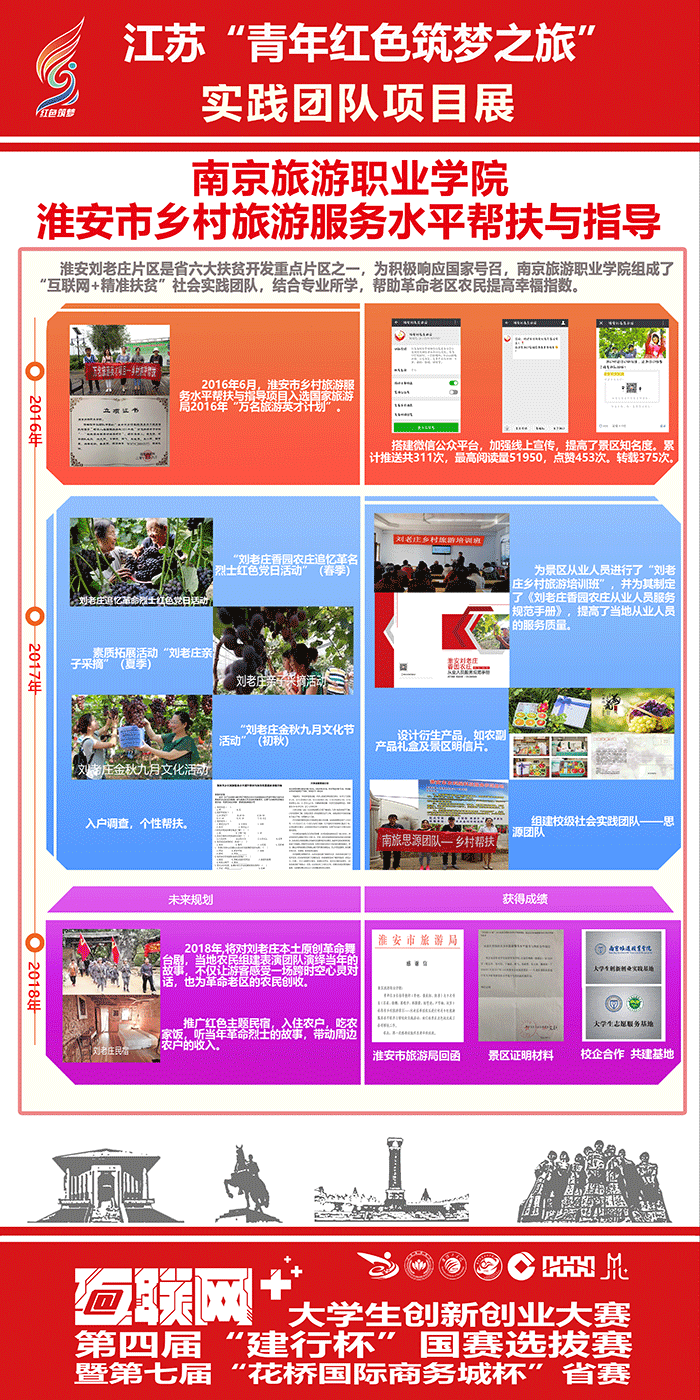 江苏“青年红色筑梦之旅”
红色筑梦
实践团队项目展
南京旅游职业学院
淮安市乡村旅游服务水平帮扶与指导
淮安刘老庄片区是省六大扶贫开发重点片区之一，为积极响应国家号召，南京旅游职业学院组成了
“互联网+精准扶贫”社会实践团队，结合专业所学，帮助革命老区农民提高幸福指数。
2016年
立项证书
2016年6月，淮安市乡村旅游服
务水平帮扶与指导项目入选国家旅游
局2016年“万名旅游英才计划”。
搭建微信公众平台，加强线上宣传，提高了景区知名度。累
计推送共311次，最高阅读量51950，点赞453次。转载375次。
2017年
刘老庄追忆革命烈士红色党日活动
“刘老庄香园农庄追忆革名
烈士红色党日活动”（春季）
素质拓展活动“刘老庄亲
子采摘”（夏季）
刘老庄亲子采摘活动
刘老庄金秋九月文化活动
“刘老庄金秋九月文化节
活动”（初秋）
入户调查，个性帮扶。
刘老庄乡村旅游培训班
为景区从业人员进行了“刘老
庄乡村旅游培训班”，并为其制定
了《刘老庄香园农庄从业人员服务
规范手册》，提高了当地从业人员
的服务质量。
淮安刘老庄
香园农庄
从业人员服务规范手册
设计衍生产品，如农副
产品礼盒及景区明信片。
南旅思源团队—乡村帮扶
组建校级社会实践团队——思
源团队
未来规划
获得成绩
2018年
2018年,将对刘老庄本土原创革命舞
台剧，当地农民组建表演团队演绎当年的
故事，不仅让游客感受一场跨时空心灵对
话，也为革命老区的农民创收。
推广红色主题民宿，入住农户，吃农
家饭，听当年革命烈士的故事，带动周边
农户的收入。
刘老庄民宿
淮安市旅游局
感谢信
淮安市旅游局回函
景区证明材料
南京旅游职业学院
大学生创新创业实践基地
大学生志愿服务基地
校企合作 共建基地
互联网+
大学生创新创业大赛
第四届“建行杯”国赛选拔赛
暨第七届“花桥国际商务城杯”省赛